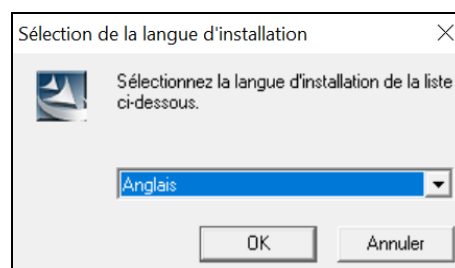 Sélection de la langue d'installation
Sélectionnez la langue d'installation de la liste
ci-dessous.
Anglais
OK Annuler